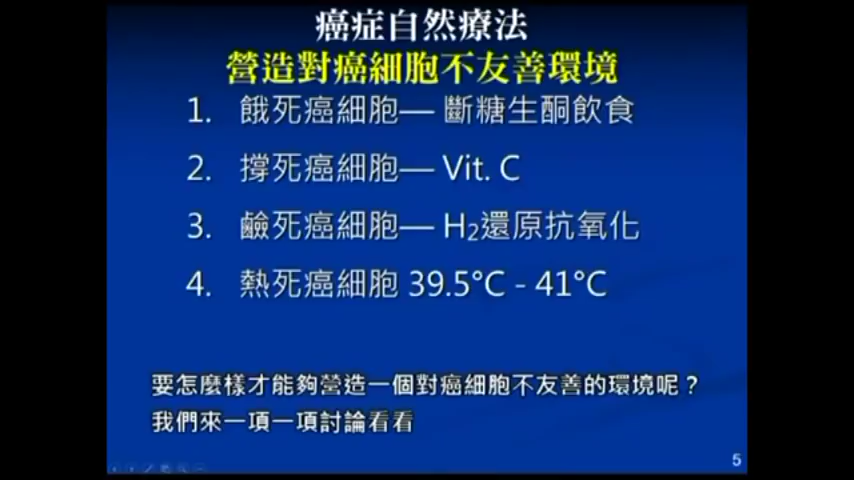 癌症自然療法
營造對癌細胞不友善環境
1. 餓死癌細胞— 斷糖生酮飲食
2. 撐死癌細胞— Vit. C
3. 鹼死癌細胞— H₂還原抗氧化
4. 熱死癌細胞 39.5°C - 41°C
要怎麼樣才能夠營造一個對癌細胞不友善的環境呢？
我們來一項一項討論看看
5